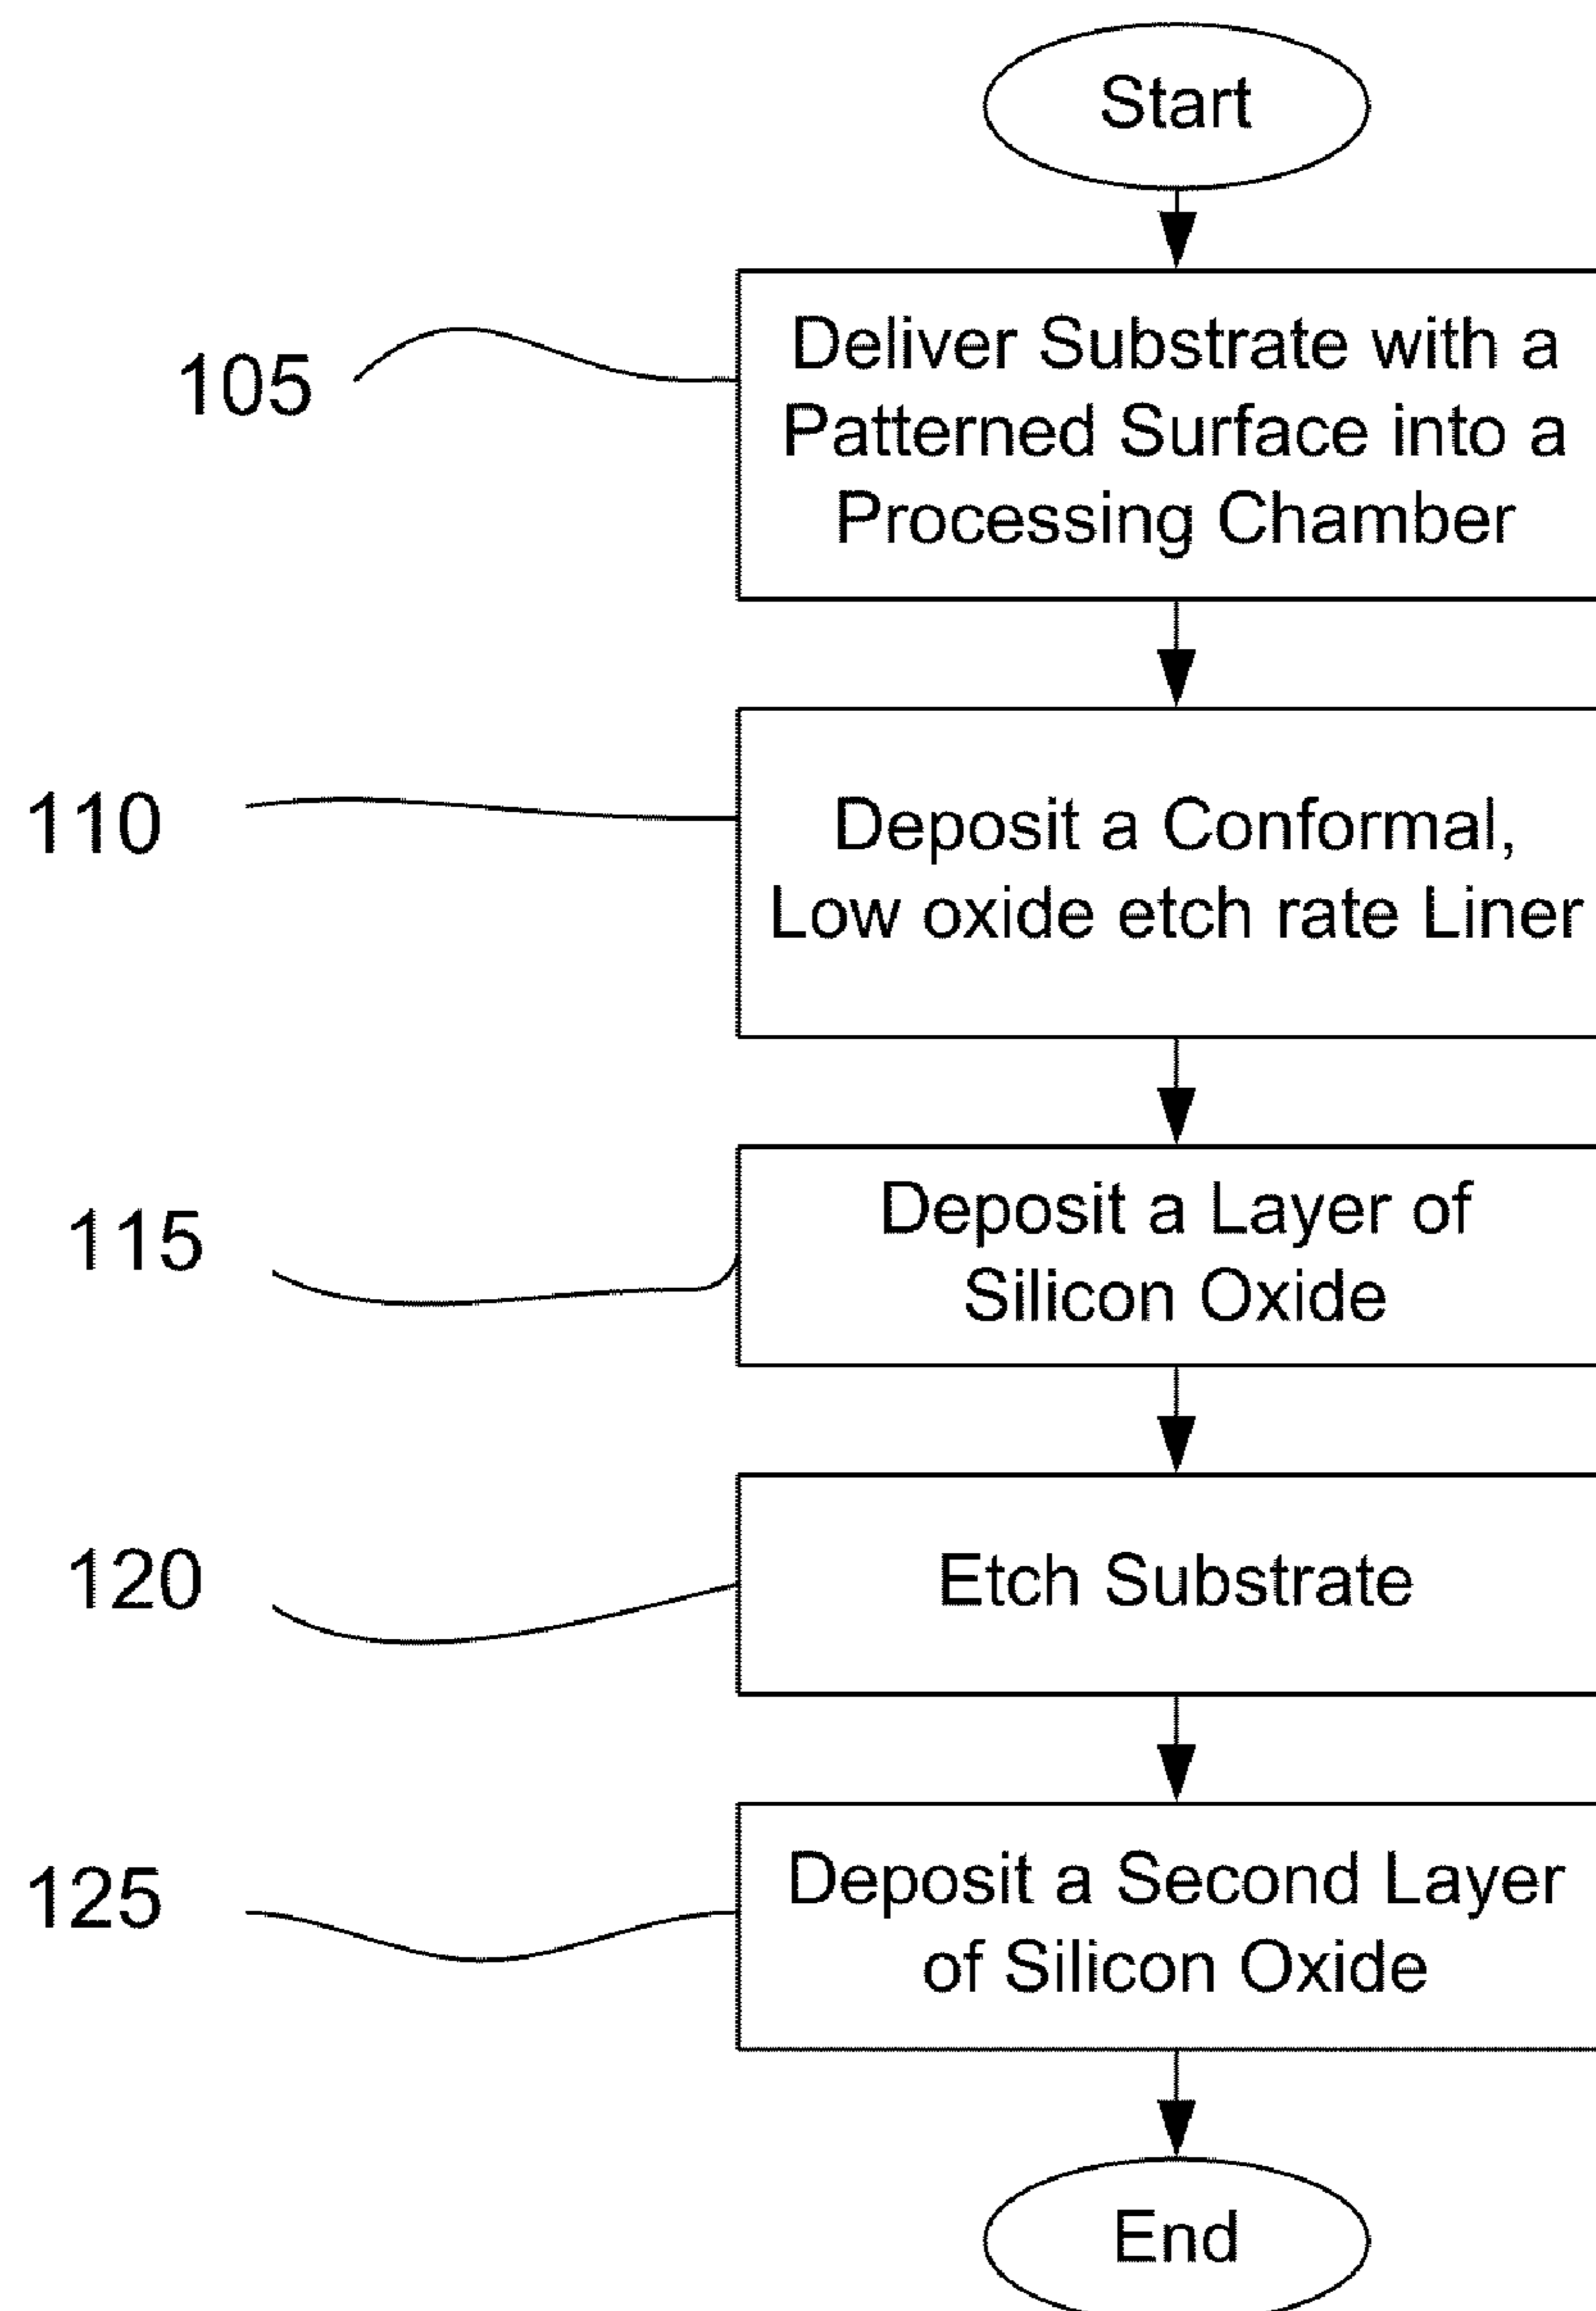 Start
105
Deliver Substrate with a
Patterned Surface into a
Processing Chamber
110
Deposit a Conformal,
Low oxide etch rate Liner
115
Deposit a Layer of
Silicon Oxide
120
Etch Substrate
125
Deposit a Second Layer
of Silicon Oxide
End